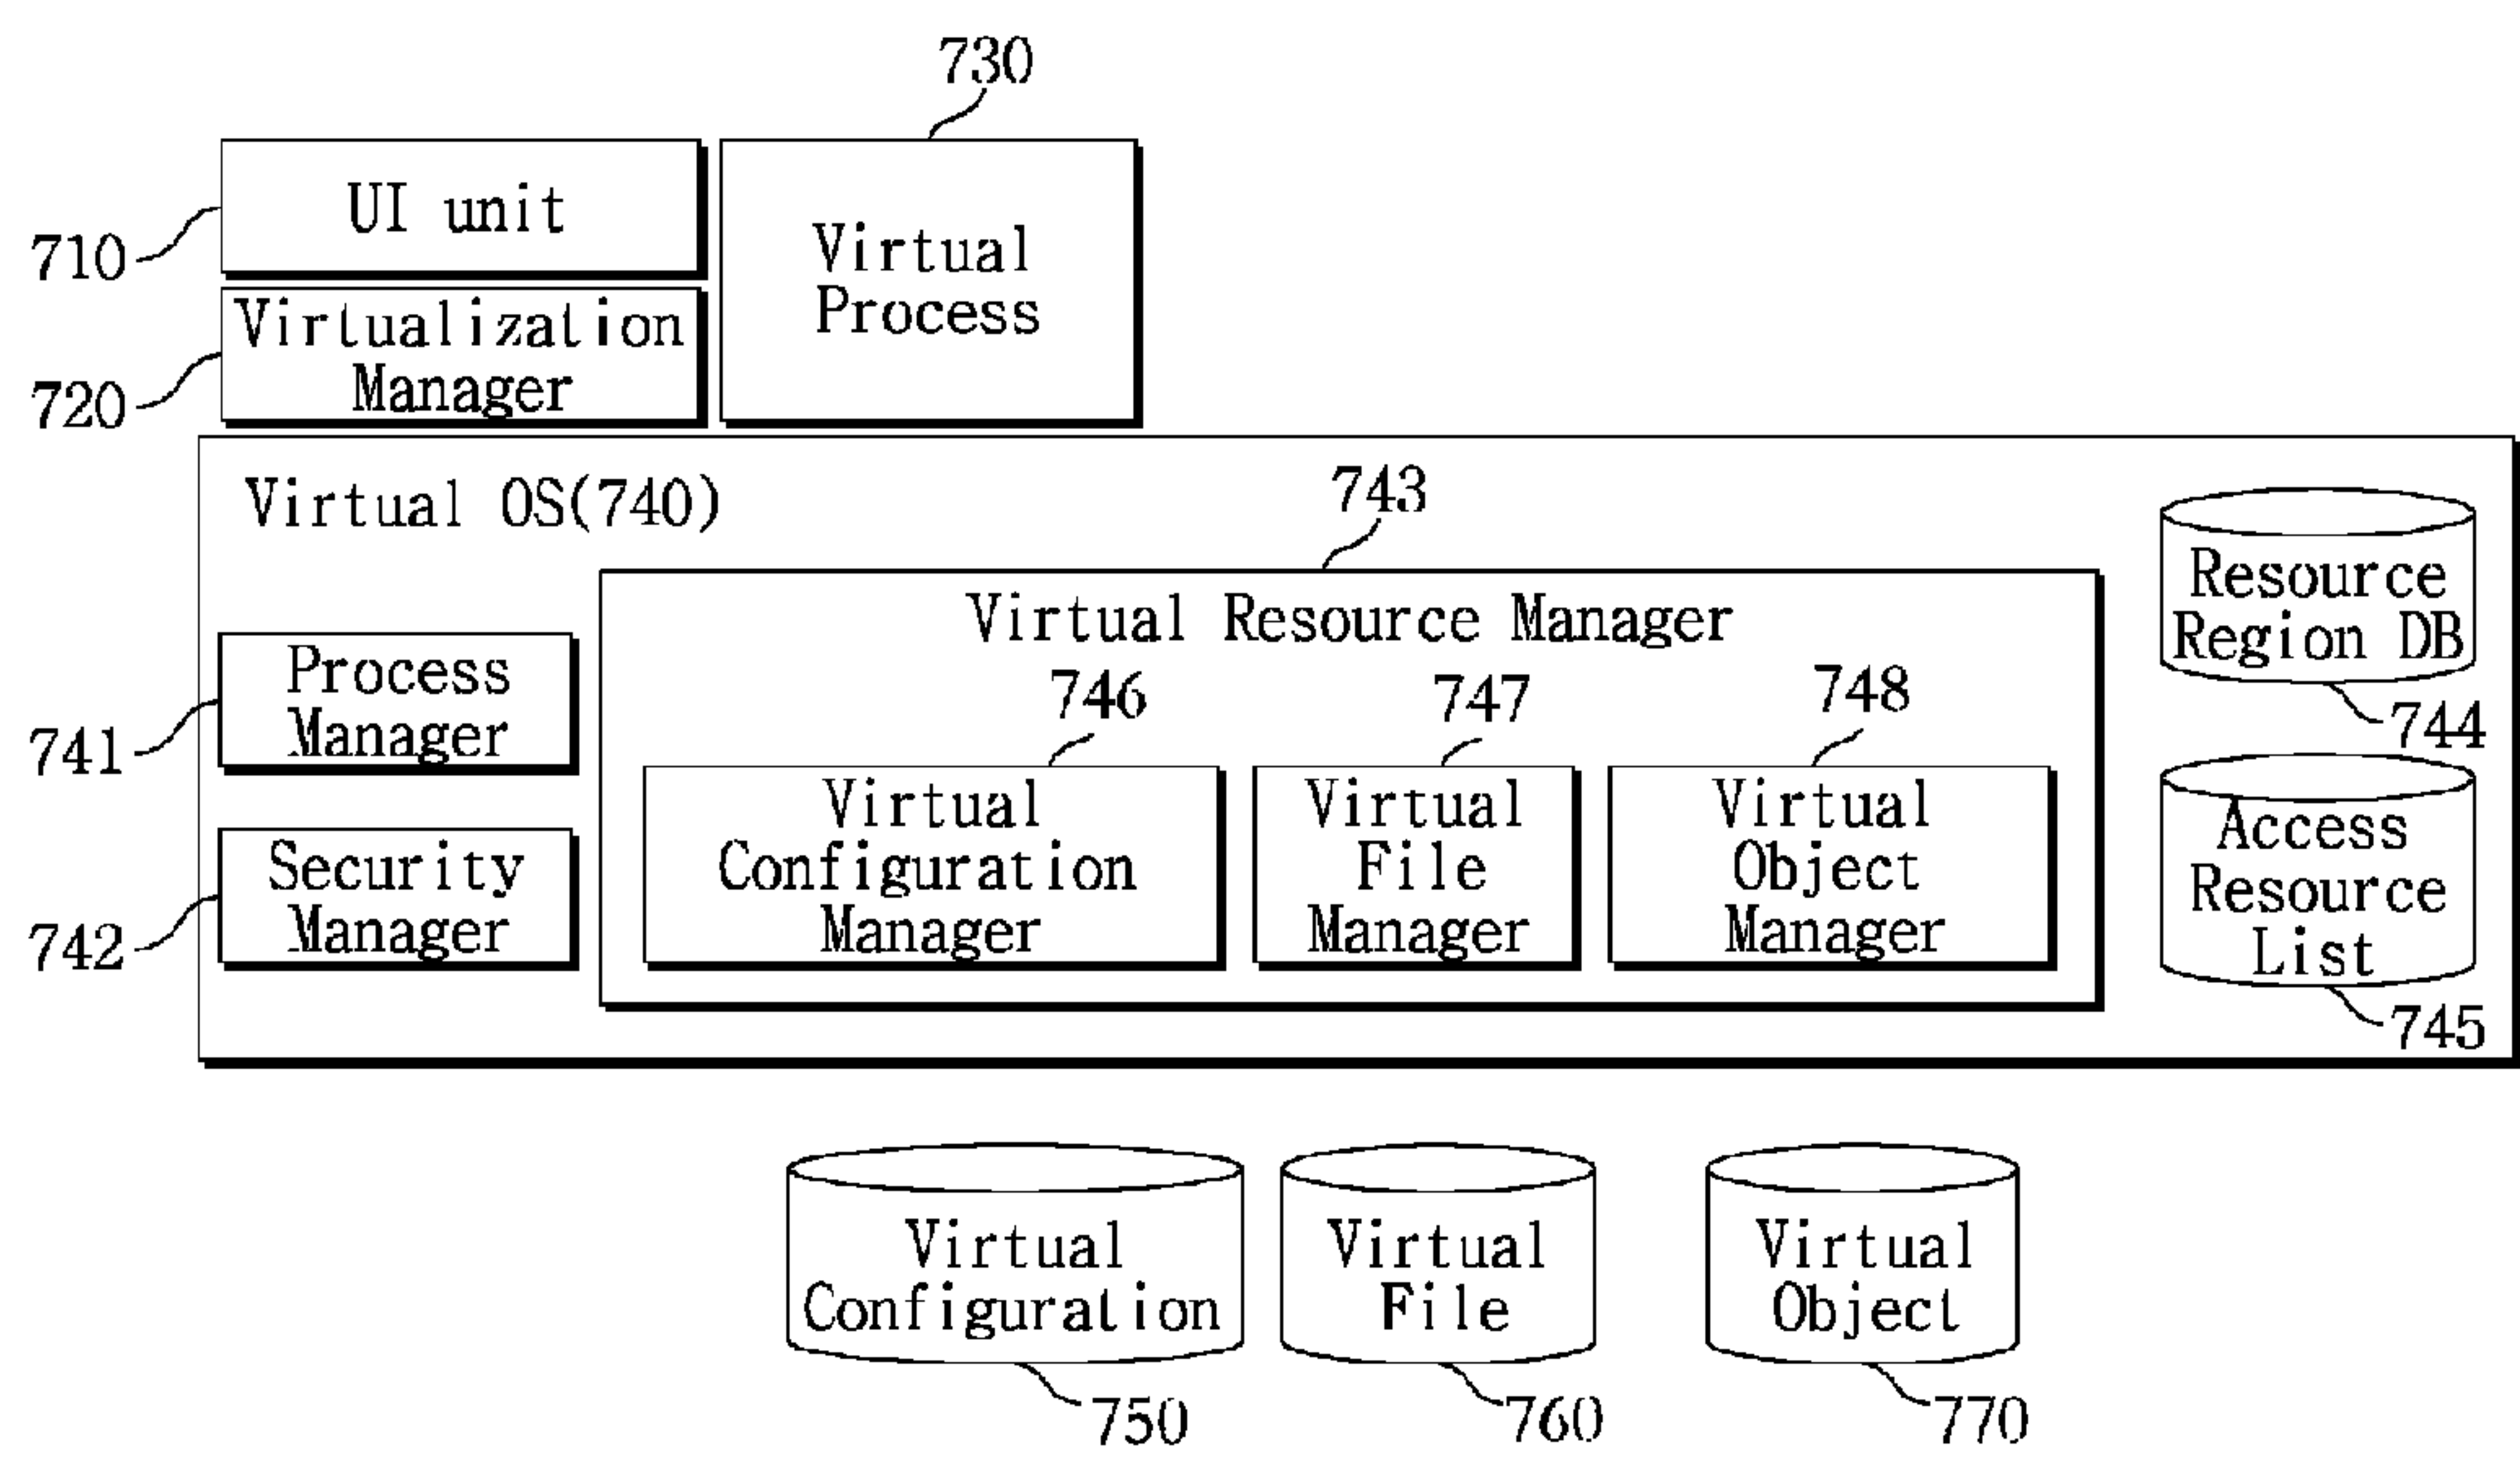 730
UI unit
710
Virtual
Process
Virtualization
Manager
720
Virtual OS(740)
743
Resource
Region DB
744
Virtual Resource Manager
Process
Manager
741
746
747
748
Virtual
Configuration
Manager
Virtual
File
Manager
Virtual
Object
Manager
Access
Resource
List
745
Security
Manager
742
Virtual
Configuration
750
Virtual
File
760
Virtual
Object
770